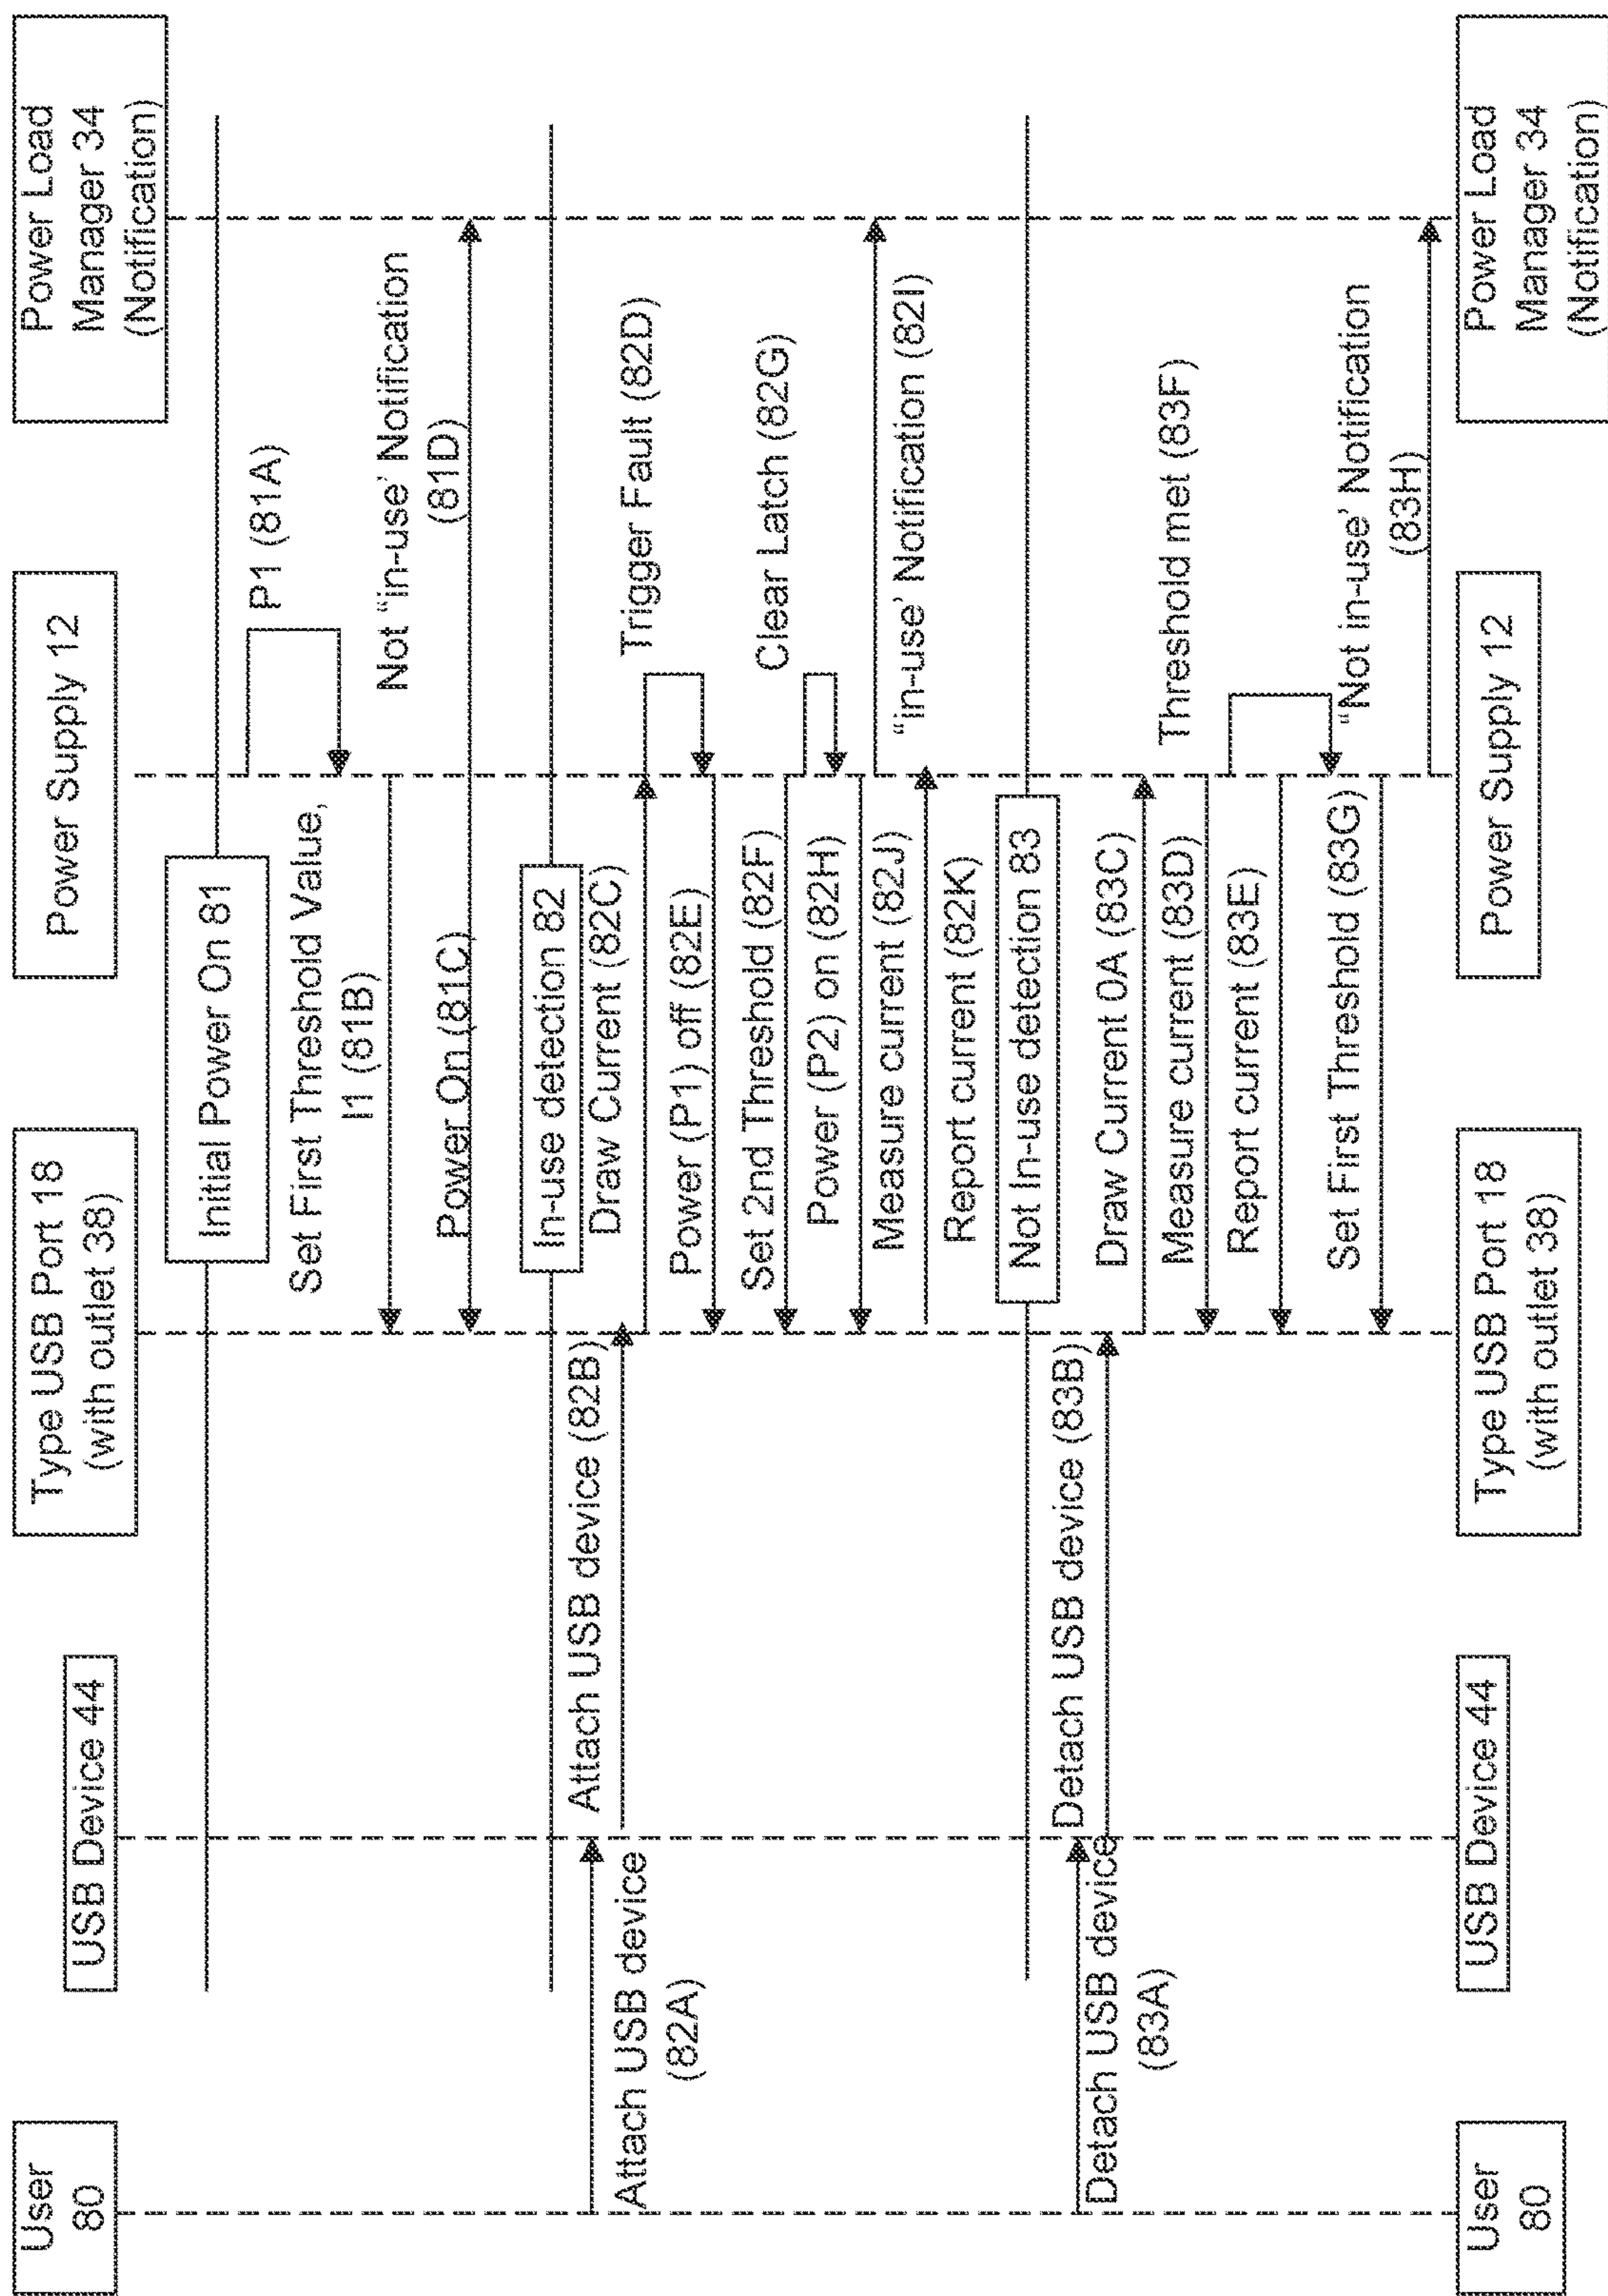 User
80
USB Device 44
Type USB Port 18
(with outlet 38)
Power Supply 12
Power Load
Manager 34
(Notification)
Initial Power On 81
P1 (81A)
Set First Threshold Value,
I1 (81B)
Not “in-use’ Notification
(81D)
Power On (81C)
In-use detection 82
Attach USB device
(82A)
Attach USB device (82B)
Draw Current (82C)
Trigger Fault (82D)
Power (P1) off (82E)
Set 2nd Threshold (82F)
Clear Latch (82G)
Power (P2) on (82H)
“in-use’ Notification (82I)
Measure current (82J)
Report current (82K)
Not In-use detection 83
Detach USB device
(83A)
Detach USB device (83B)
Draw Current 0A (83C)
Measure current (83D)
Report current (83E)
Threshold met (83F)
Set First Threshold (83G)
“Not in-use’ Notification
(83H)
User
80
USB Device 44
Type USB Port 18
(with outlet 38)
Power Supply 12
Power Load
Manager 34
(Notification)